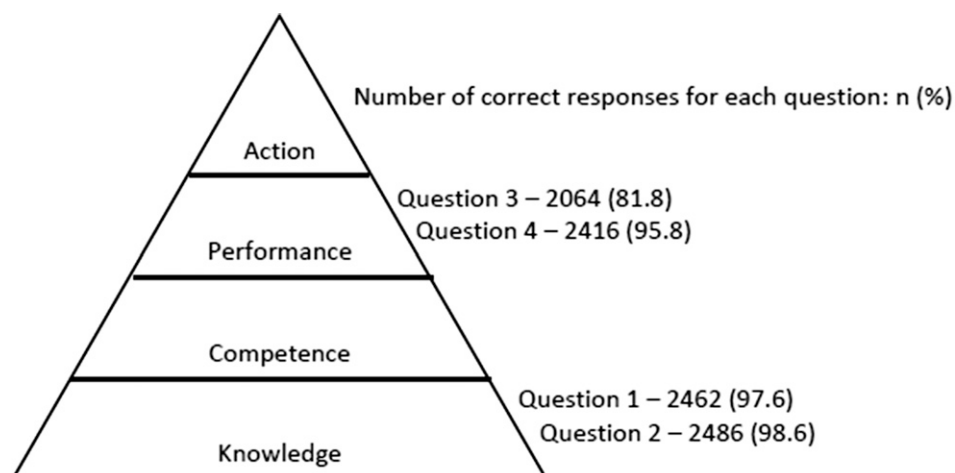 Number of correct responses for each question: n (%)
Action
Question 3 – 2064 (81.8)
Question 4 – 2416 (95.8)
Performance
Competence
Question 1 – 2462 (97.6)
Question 2 – 2486 (98.6)
Knowledge